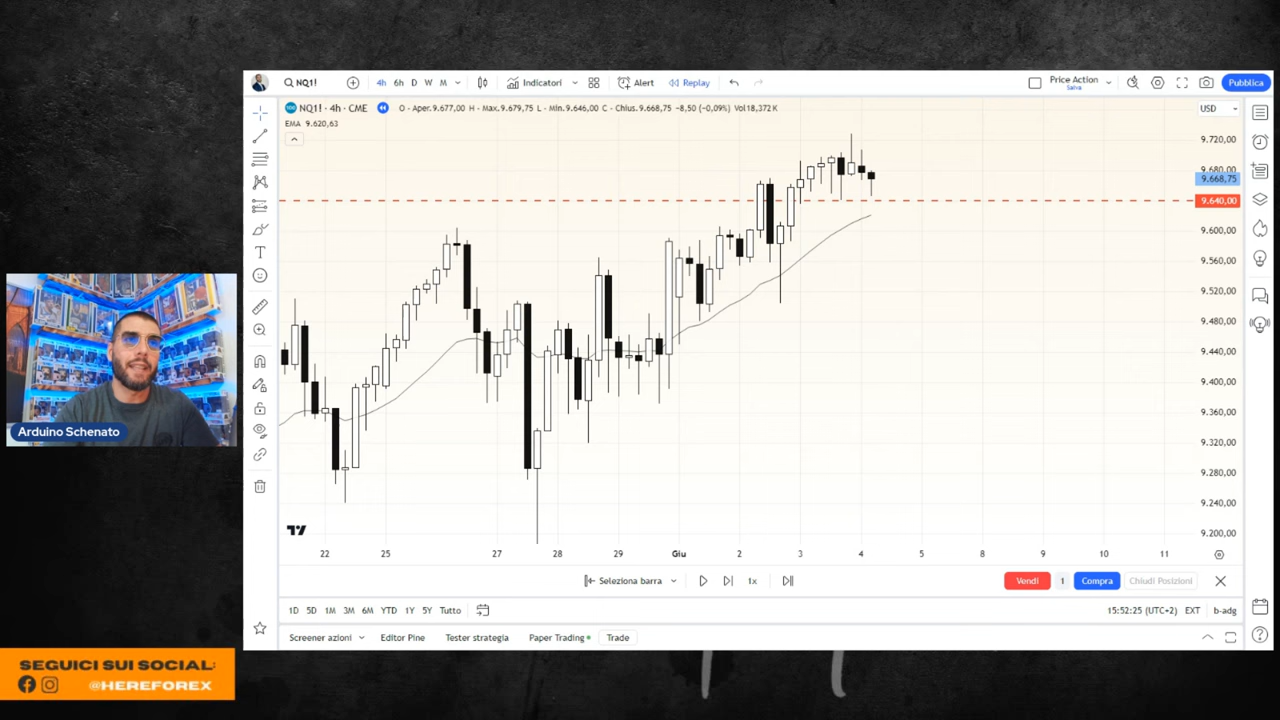 NQ1!
4h 6h D W M
Indicatori
Alert
Replay
Price Action
Salva
Pubblica
NQ1! · 4h · CME
O - Aper.9.677,00 H - Max.9.679,75 L - Min.9.646,00 C - Chius.9.668,75 −8,50 (−0,09%) Vol18,372K
USD
EMA 9.620,63
9.720,00
9.680,00
9.668,75
9.640,00
9.600,00
9.560,00
9.520,00
9.480,00
9.440,00
9.400,00
9.360,00
9.320,00
9.280,00
9.240,00
9.200,00
Arduino Schenato
22 25 27 28 29 Giu 2 3 4 5 8 9 10 11
Seleziona barra
1x
Vendi 1 Compra Chiudi Posizioni
1D 5D 1M 3M 6M YTD 1Y 5Y Tutto
15:52:25 (UTC+2) EXT b-adg
Screener azioni Editor Pine Tester strategia Paper Trading Trade
SEGUICI SUI SOCIAL:
@HEREFOREX